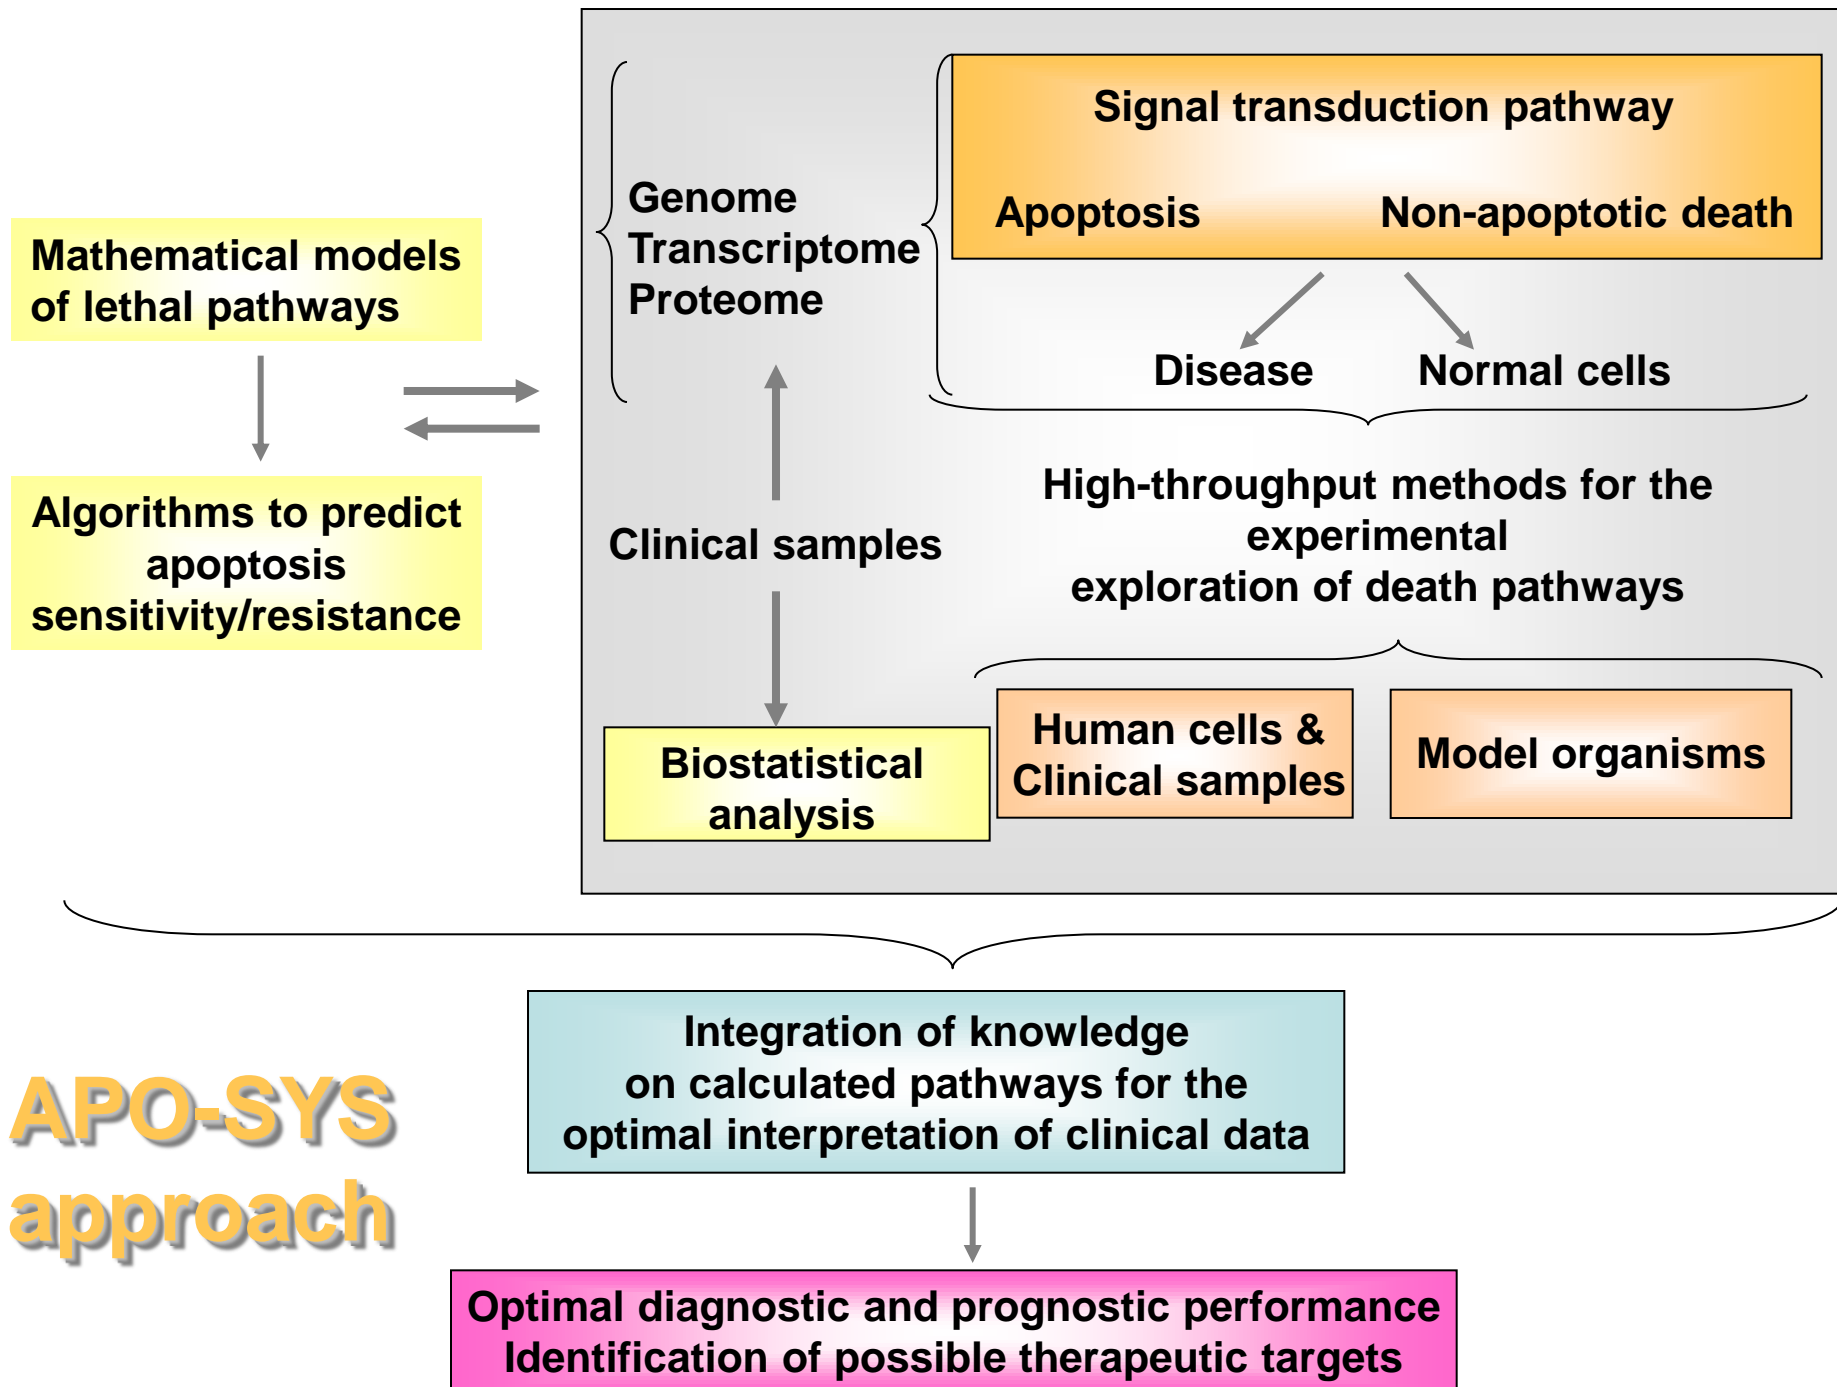 Signal transduction pathway
Apoptosis
Non-apoptotic death
Genome
Transcriptome
Proteome
Mathematical models
of lethal pathways
Disease
Normal cells
Algorithms to predict
apoptosis
sensitivity/resistance
Clinical samples
High-throughput methods for the
experimental
exploration of death pathways
Biostatistical
analysis
Human cells &
Clinical samples
Model organisms
Integration of knowledge
on calculated pathways for the
optimal interpretation of clinical data
APO-SYS
approach
Optimal diagnostic and prognostic performance
Identification of possible therapeutic targets